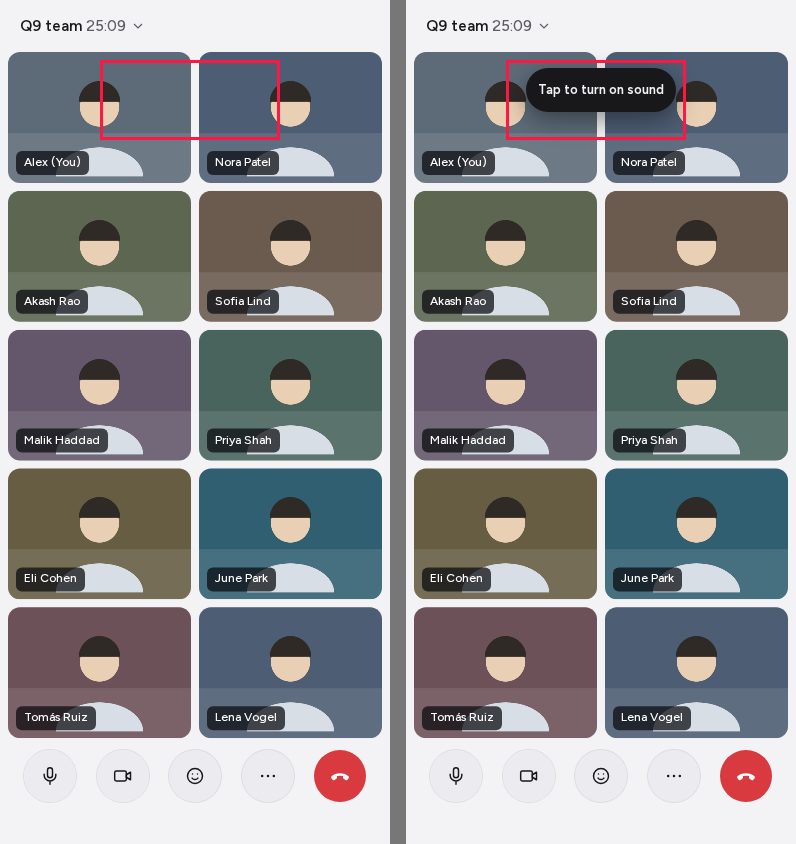 Q9 team 25:09
Alex (You)
Nora Patel
Akash Rao
Sofia Lind
Malik Haddad
Priya Shah
Eli Cohen
June Park
Tomás Ruiz
Lena Vogel
Q9 team 25:09
Tap to turn on sound
Alex (You)
Nora Patel
Akash Rao
Sofia Lind
Malik Haddad
Priya Shah
Eli Cohen
June Park
Tomás Ruiz
Lena Vogel